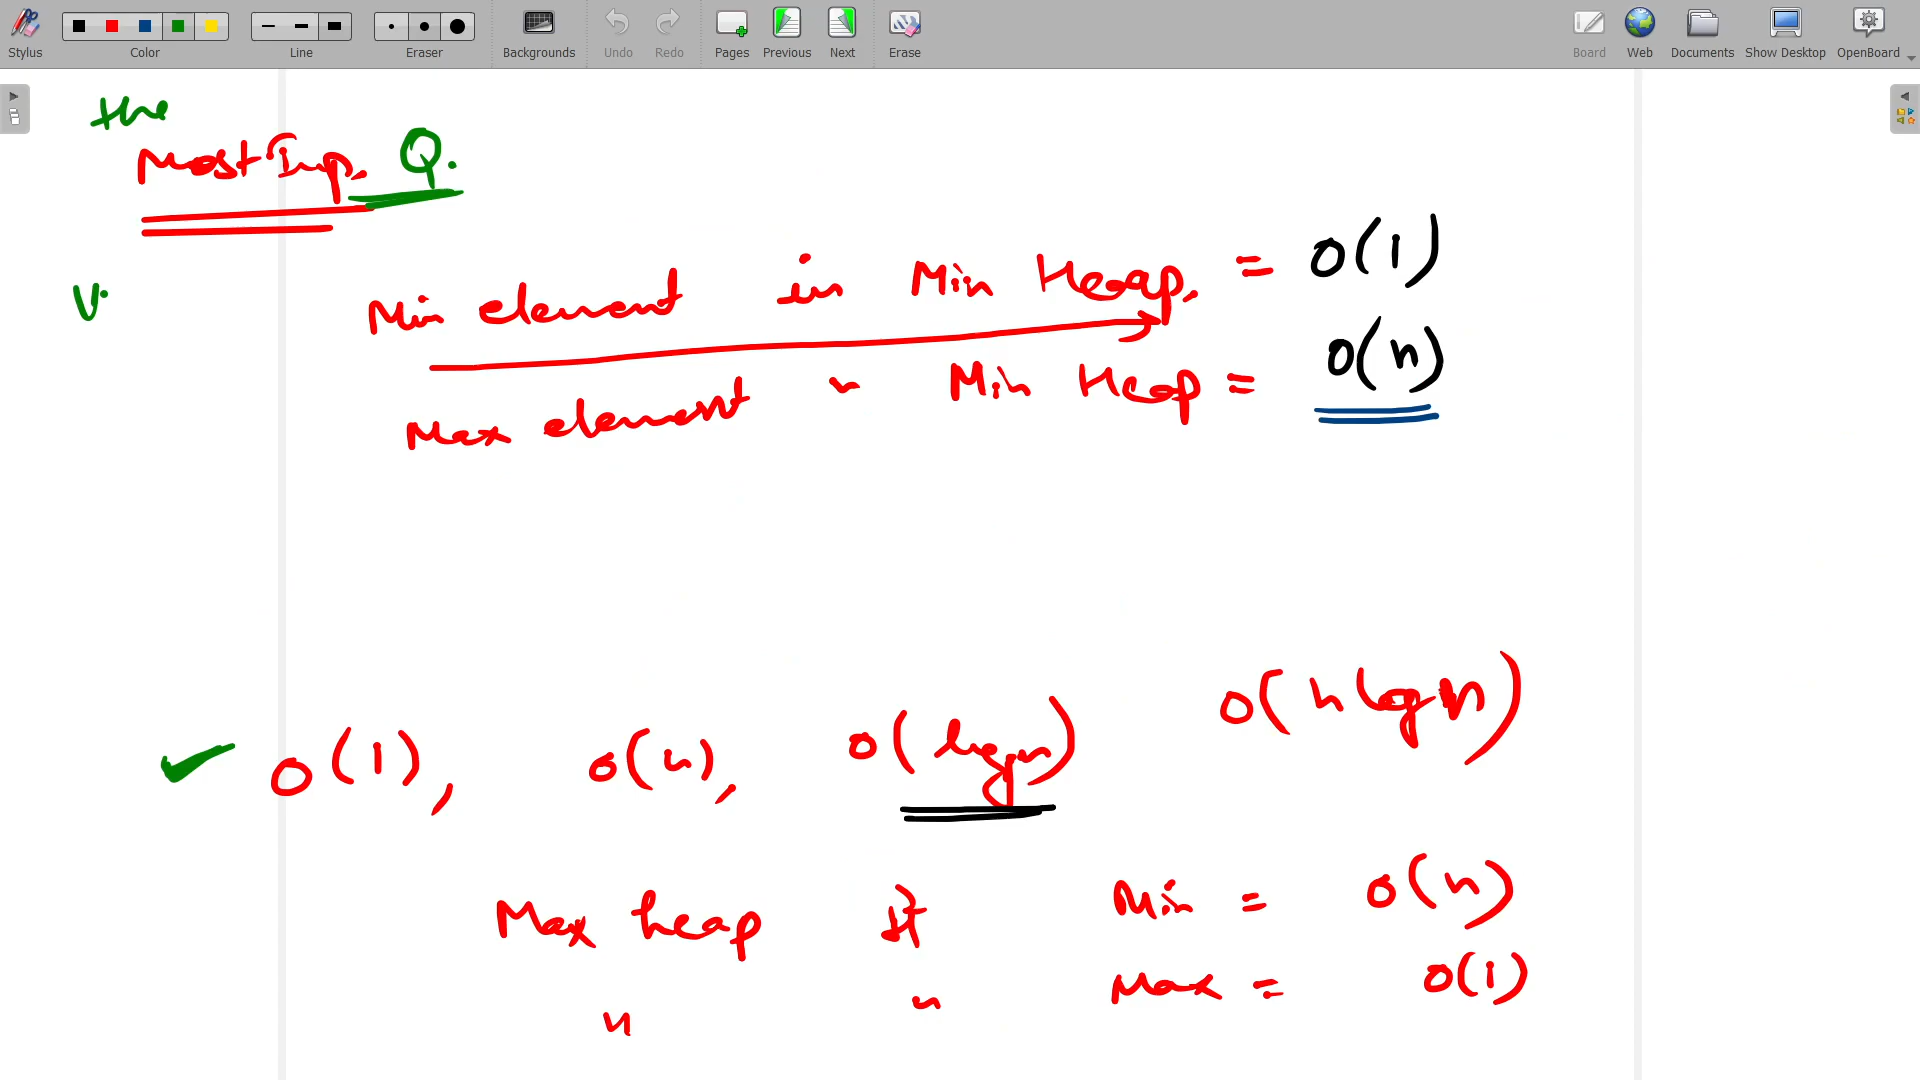 Stylus Color Line Eraser Backgrounds Undo Redo Pages Previous Next Erase Board Web Documents Show Desktop OpenBoard
the
Most Imp. Q.
V.
Min element in Min Heap. = O(1)
Max element " Min Heap = O(n)
O(1), O(n), O(logn) O(nlogn)
Max heap Min = O(n)
" " Max = O(1)